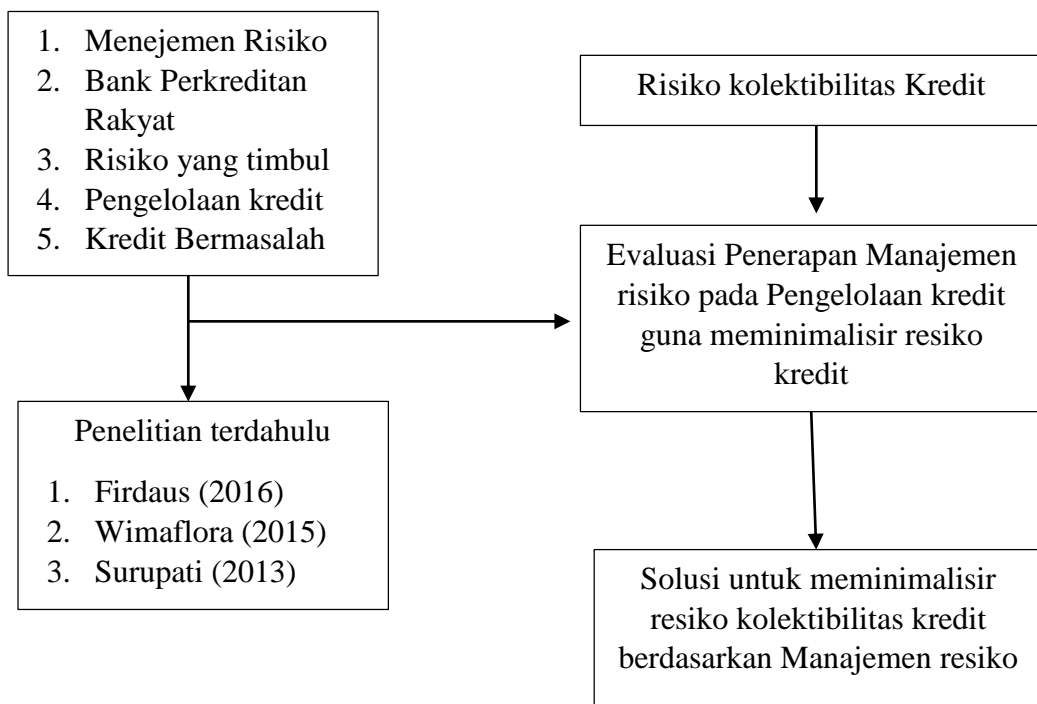 1. Menejemen Risiko
2. Bank Perkreditan
Rakyat
3. Risiko yang timbul
4. Pengelolaan kredit
5. Kredit Bermasalah
Penelitian terdahulu
1. Firdaus (2016)
2. Wimaflora (2015)
3. Surupati (2013)
Risiko kolektibilitas Kredit
Evaluasi Penerapan Manajemen
risiko pada Pengelolaan kredit
guna meminimalisir resiko
kredit
Solusi untuk meminimalisir
resiko kolektibilitas kredit
berdasarkan Manajemen resiko